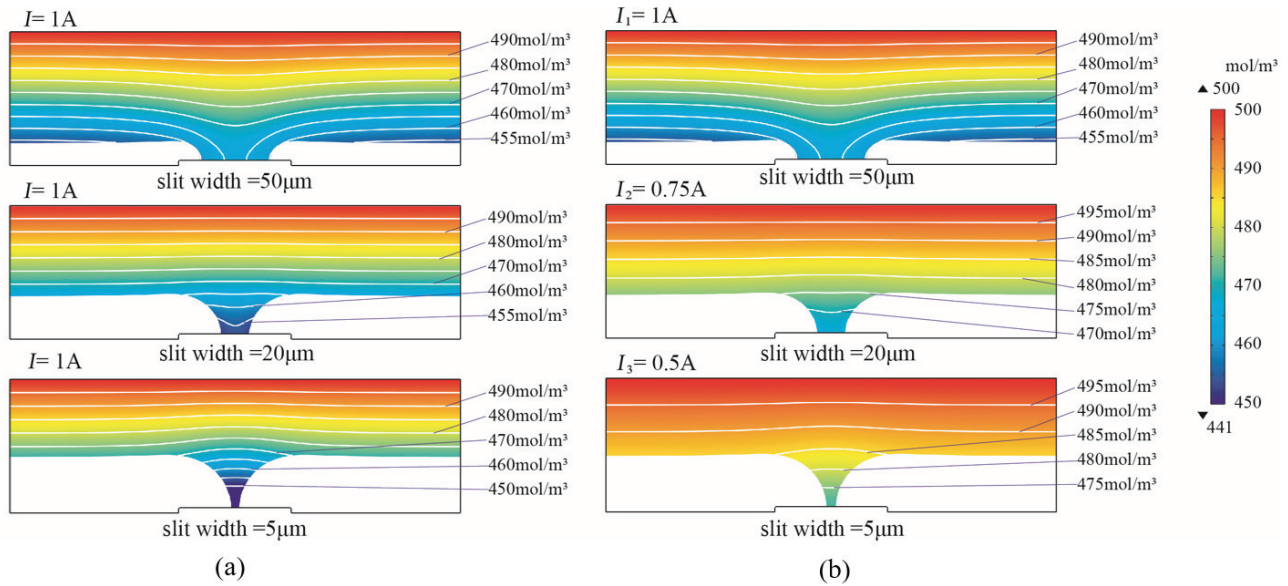 I= 1A
490mol/m³
480mol/m³
470mol/m³
460mol/m³
455mol/m³
slit width =50μm
I= 1A
490mol/m³
480mol/m³
470mol/m³
460mol/m³
455mol/m³
slit width =20μm
I= 1A
490mol/m³
480mol/m³
470mol/m³
460mol/m³
450mol/m³
slit width =5μm
(a)
I₁= 1A
490mol/m³
480mol/m³
470mol/m³
460mol/m³
455mol/m³
slit width =50μm
I₂= 0.75A
495mol/m³
490mol/m³
485mol/m³
480mol/m³
475mol/m³
470mol/m³
slit width =20μm
I₃= 0.5A
495mol/m³
490mol/m³
485mol/m³
480mol/m³
475mol/m³
slit width =5μm
(b)
mol/m³
▲ 500
500
490
480
470
460
450
▼ 441